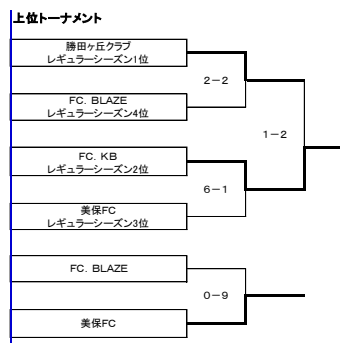 上位トーナメント
勝田ヶ丘クラブ
レギュラーシーズン1位
2-2
FC. BLAZE
レギュラーシーズン4位
1-2
FC. KB
レギュラーシーズン2位
6-1
美保FC
レギュラーシーズン3位
FC. BLAZE
0-9
美保FC